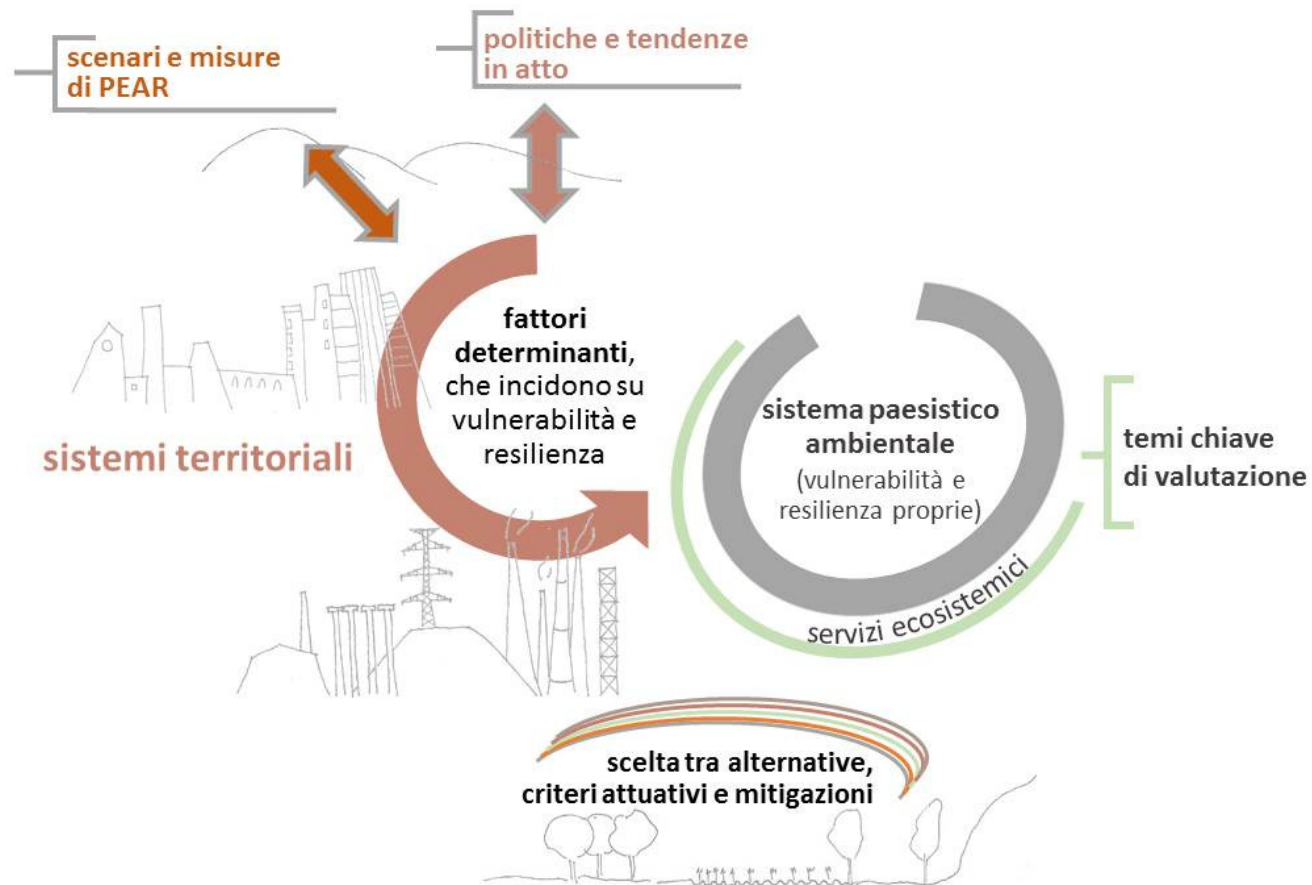 scenari e misure
di PEAR
politiche e tendenze
in atto
fattori
determinanti,
che incidono su
vulnerabilità e
resilienza
sistemi territoriali
sistema paesistico
ambientale
(vulnerabilità e
resilienza proprie)
servizi ecosistemici
temi chiave
di valutazione
scelta tra alternative,
criteri attuativi e mitigazioni